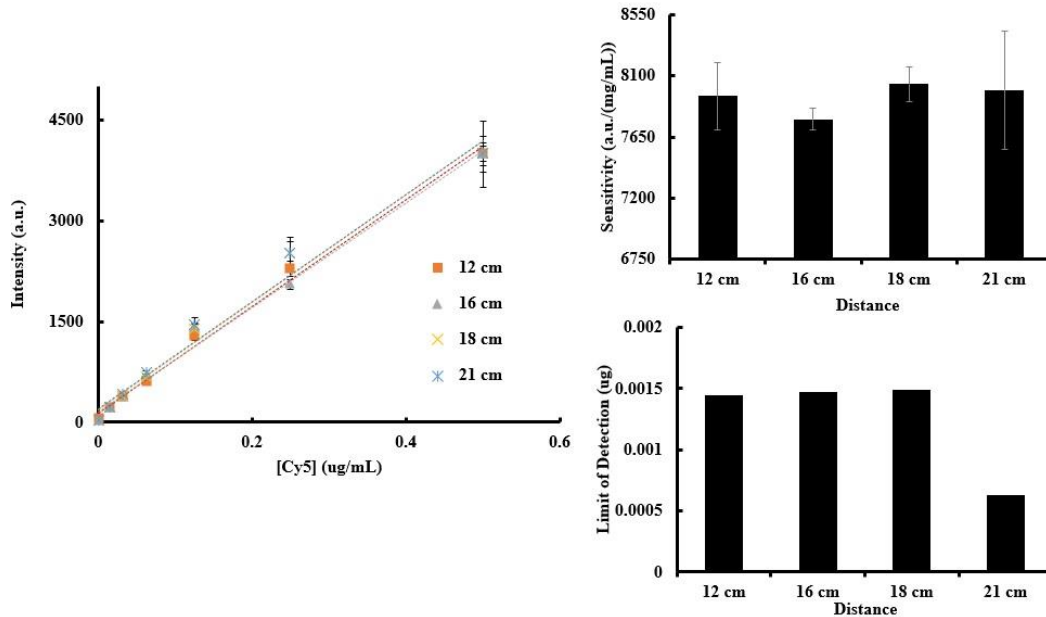 4500
3000
1500
0
Intensity (a.u.)
0
0.2
0.4
0.6
[Cy5] (ug/mL)
12 cm
16 cm
18 cm
21 cm
8550
8100
7650
7200
6750
Sensitivity (a.u./(mg/mL))
12 cm 16 cm 18 cm 21 cm
Distance
0.002
0.0015
0.001
0.0005
0
Limit of Detection (ug)
12 cm 16 cm 18 cm 21 cm
Distance